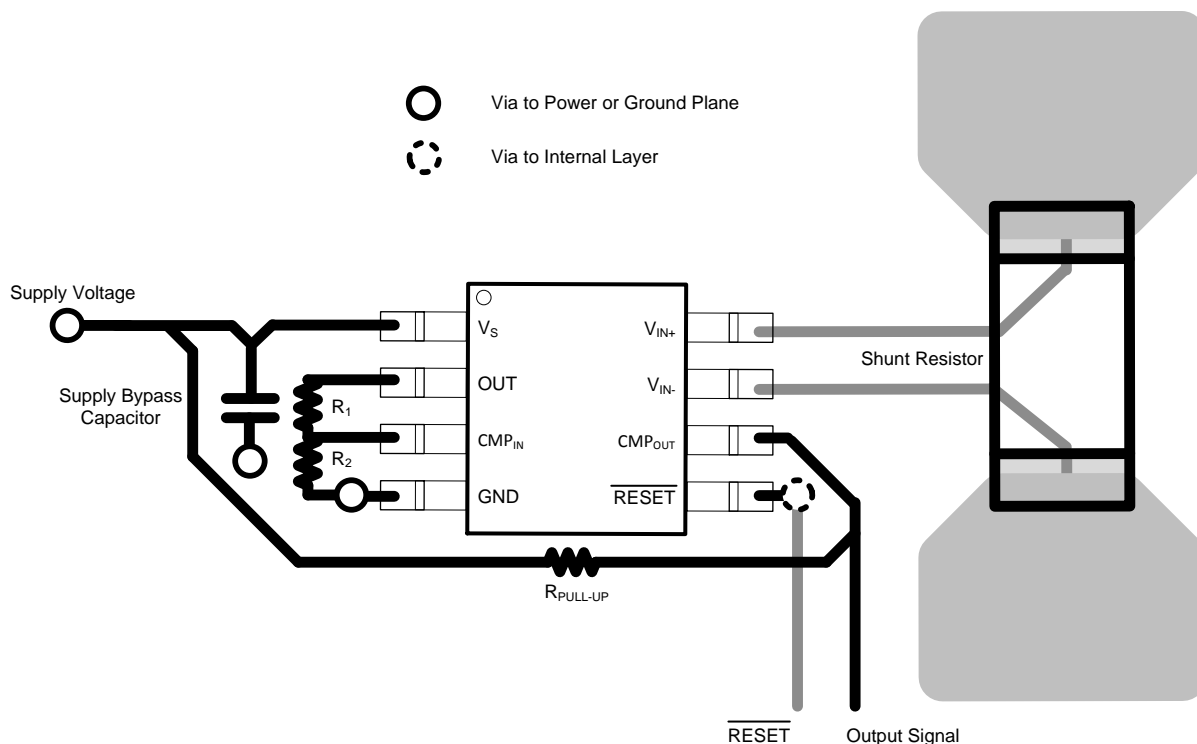 Via to Power or Ground Plane
Via to Internal Layer
Supply Voltage
Supply Bypass
Capacitor
R1
R2
VS
OUT
CMPIN
GND
VIN+
VIN-
CMPOUT
RESET
Shunt Resistor
RPULL-UP
RESET
Output Signal